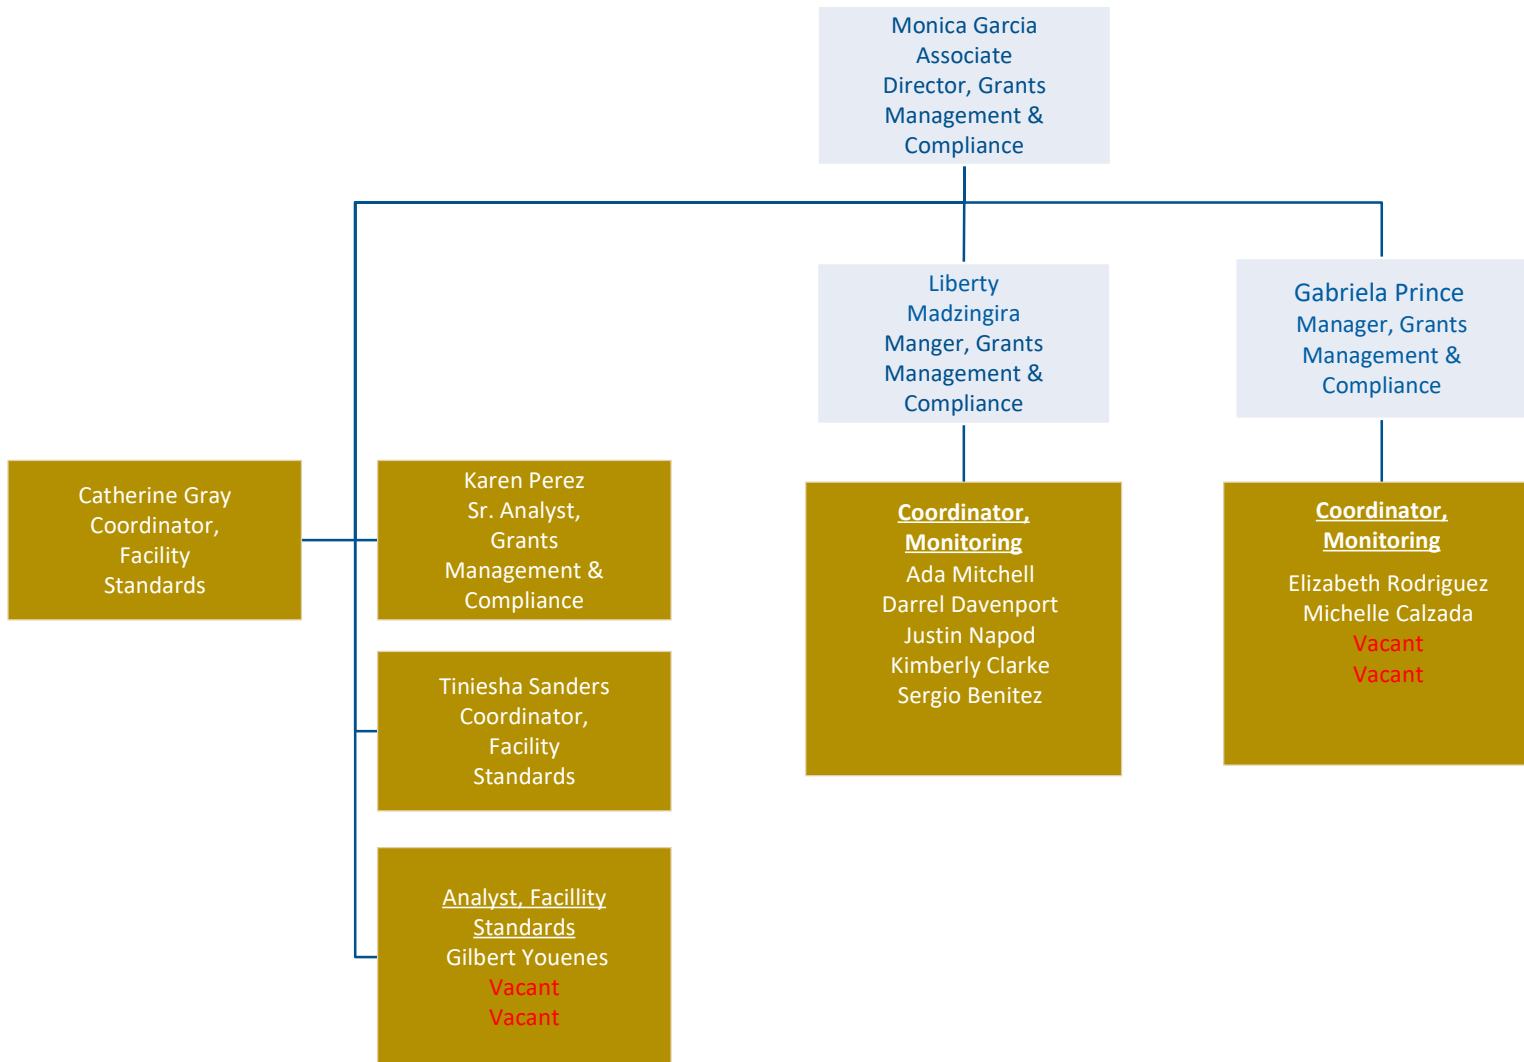 Monica Garcia
Associate
Director, Grants
Management &
Compliance
Liberty
Madzingira
Manger, Grants
Management &
Compliance
Gabriela Prince
Manager, Grants
Management &
Compliance
Catherine Gray
Coordinator,
Facility
Standards
Karen Perez
Sr. Analyst,
Grants
Management &
Compliance
Tiniesha Sanders
Coordinator,
Facility
Standards
Analyst, Facillity
Standards
Gilbert Youenes
Vacant
Vacant
Coordinator,
Monitoring
Ada Mitchell
Darrel Davenport
Justin Napod
Kimberly Clarke
Sergio Benitez
Coordinator,
Monitoring
Elizabeth Rodriguez
Michelle Calzada
Vacant
Vacant